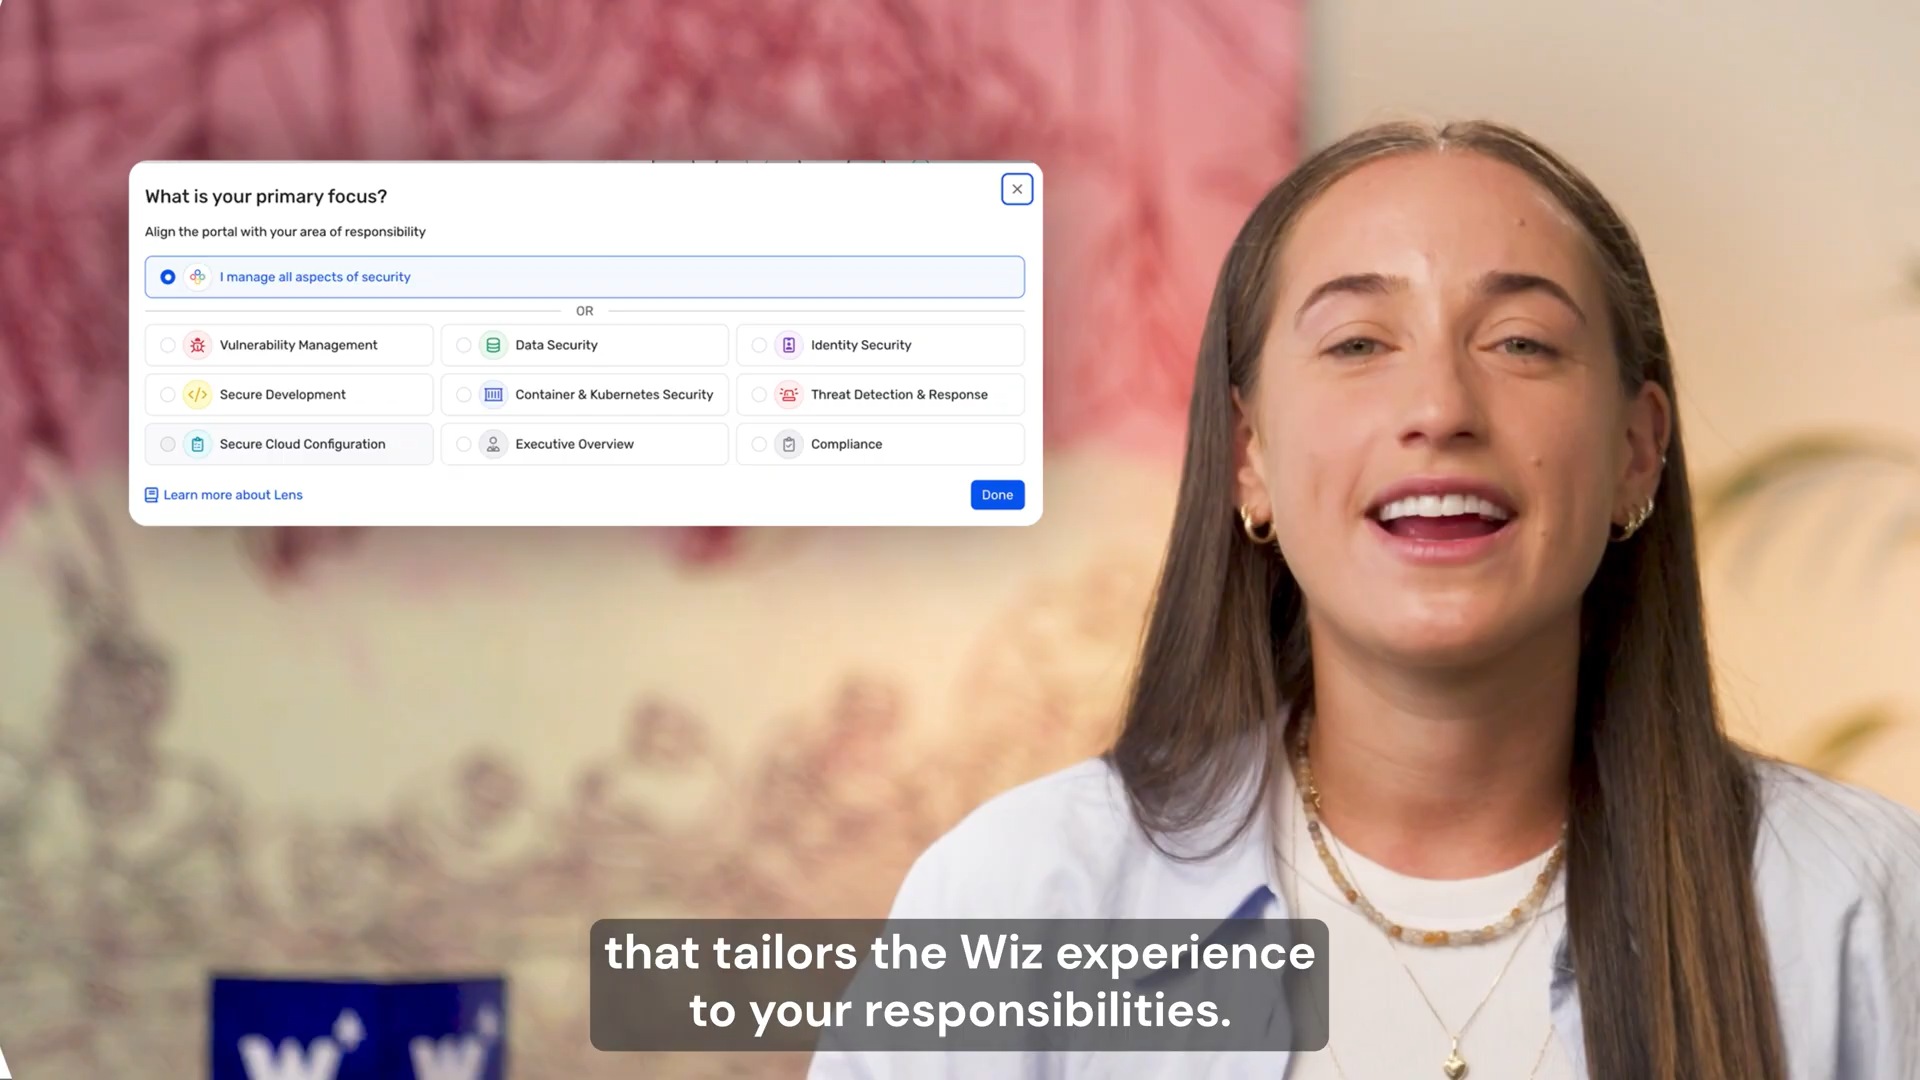 What is your primary focus?
Align the portal with your area of responsibility
I manage all aspects of security
OR
Vulnerability Management
Data Security
Identity Security
Secure Development
Container & Kubernetes Security
Threat Detection & Response
Secure Cloud Configuration
Executive Overview
Compliance
Learn more about Lens
Done
that tailors the Wiz experience
to your responsibilities.
W
W